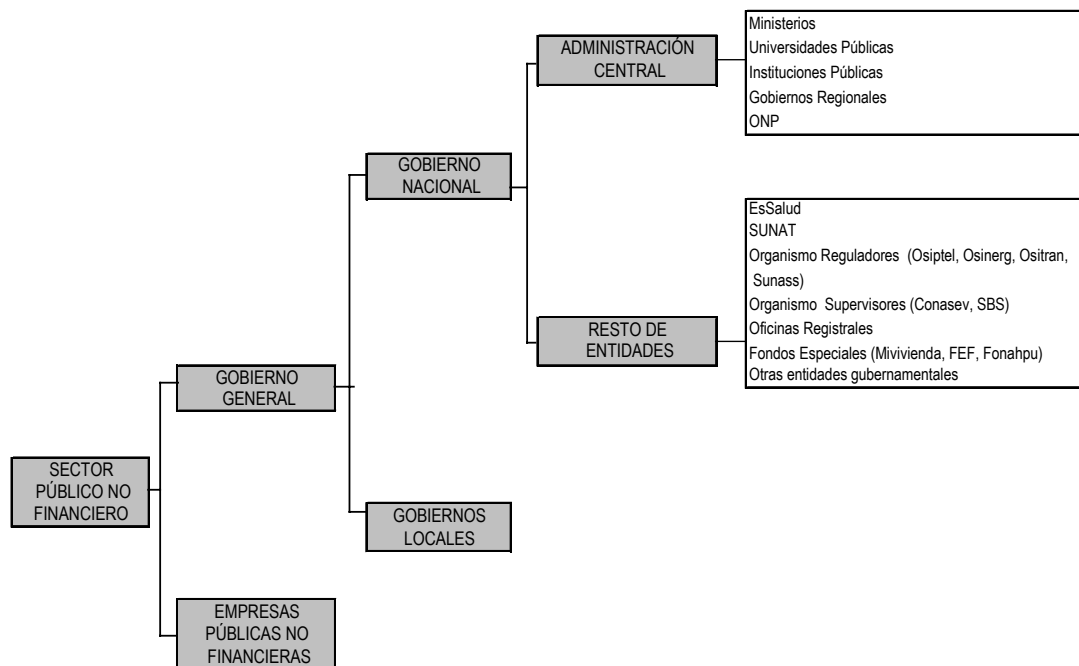 ADMINISTRACIÓN
CENTRAL
Ministerios
Universidades Públicas
Instituciones Públicas
Gobiernos Regionales
ONP
GOBIERNO
NACIONAL
RESTO DE
ENTIDADES
EsSalud
SUNAT
Organismo Reguladores (Osiptel, Osinerg, Ositran,
Sunass)
Organismo Supervisores (Conasev, SBS)
Oficinas Registrales
Fondos Especiales (Mivivienda, FEF, Fonahpu)
Otras entidades gubernamentales
GOBIERNO
GENERAL
SECTOR
PÚBLICO NO
FINANCIERO
GOBIERNOS
LOCALES
EMPRESAS
PÚBLICAS NO
FINANCIERAS